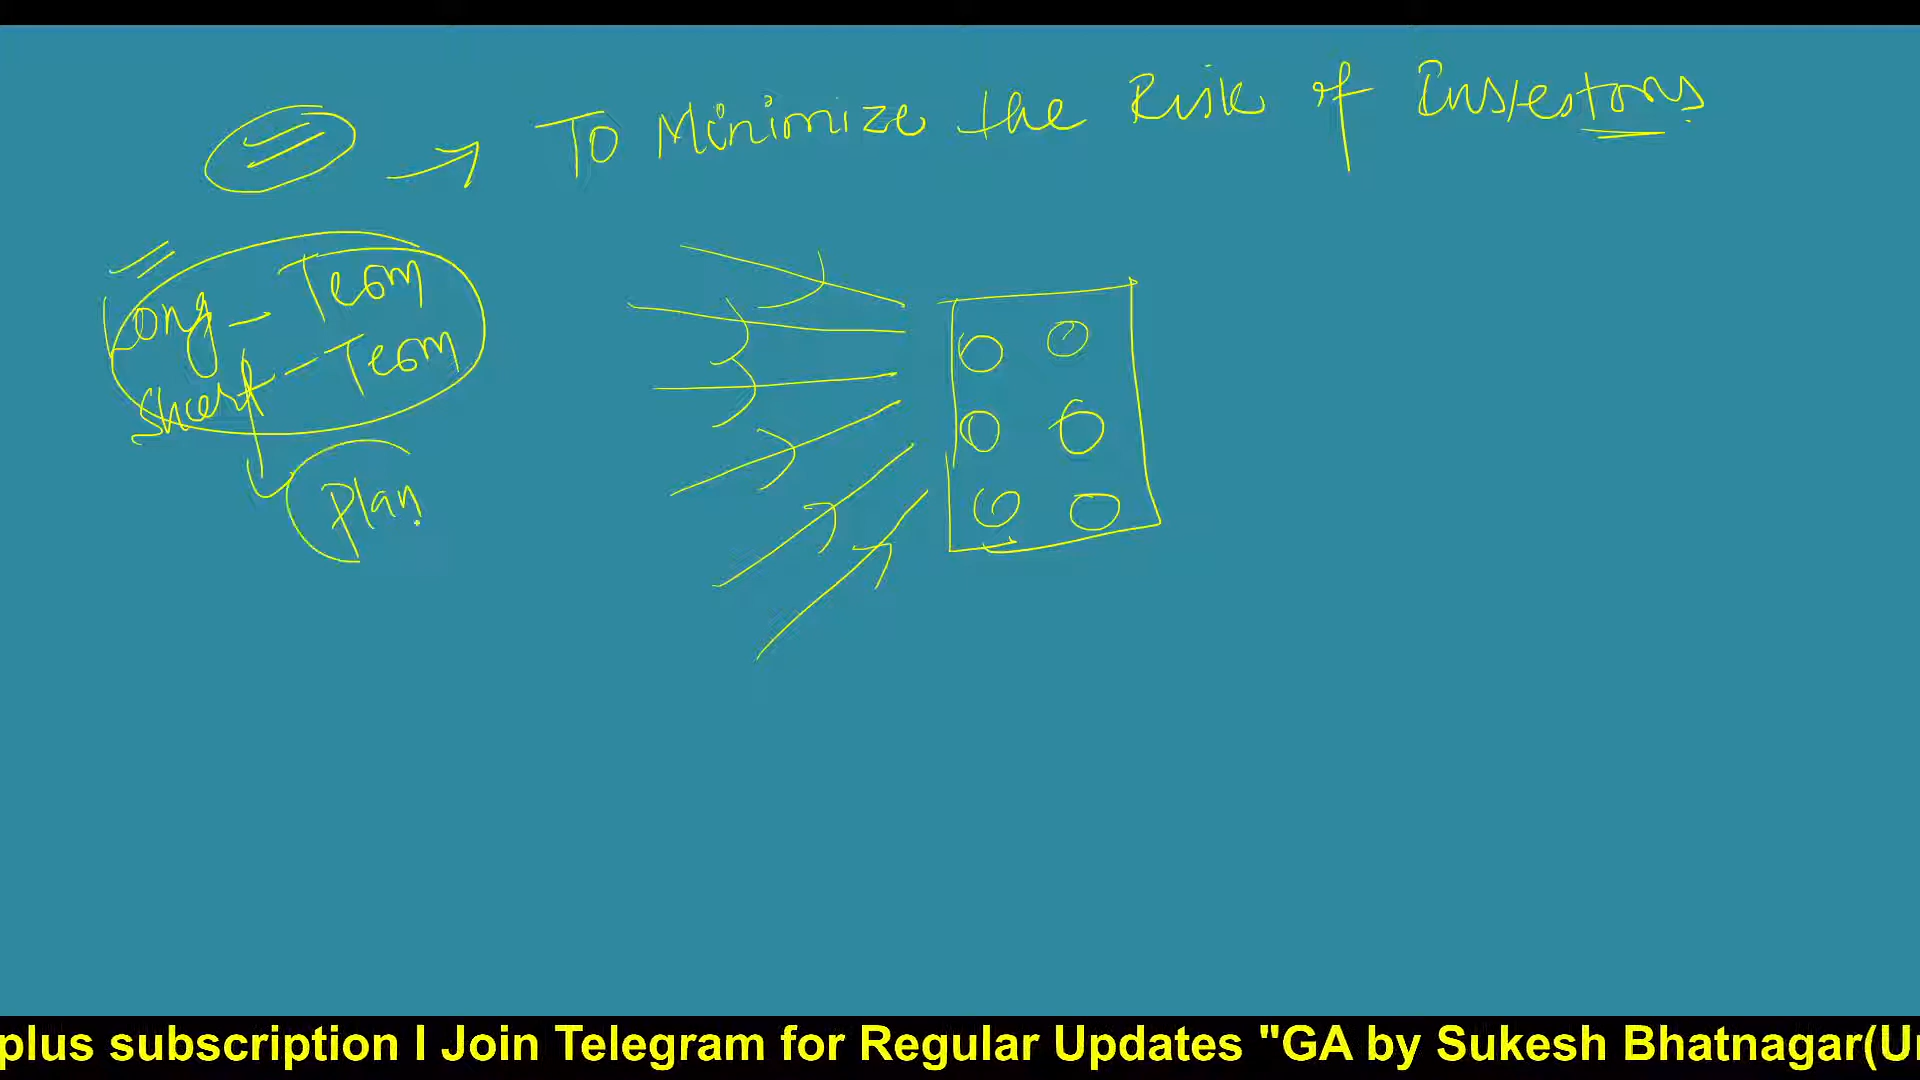 To Minimize the Risk of Investors
Long - Term
Short - Term
Plan
plus subscription I Join Telegram for Regular Updates "GA by Sukesh Bhatnagar(U